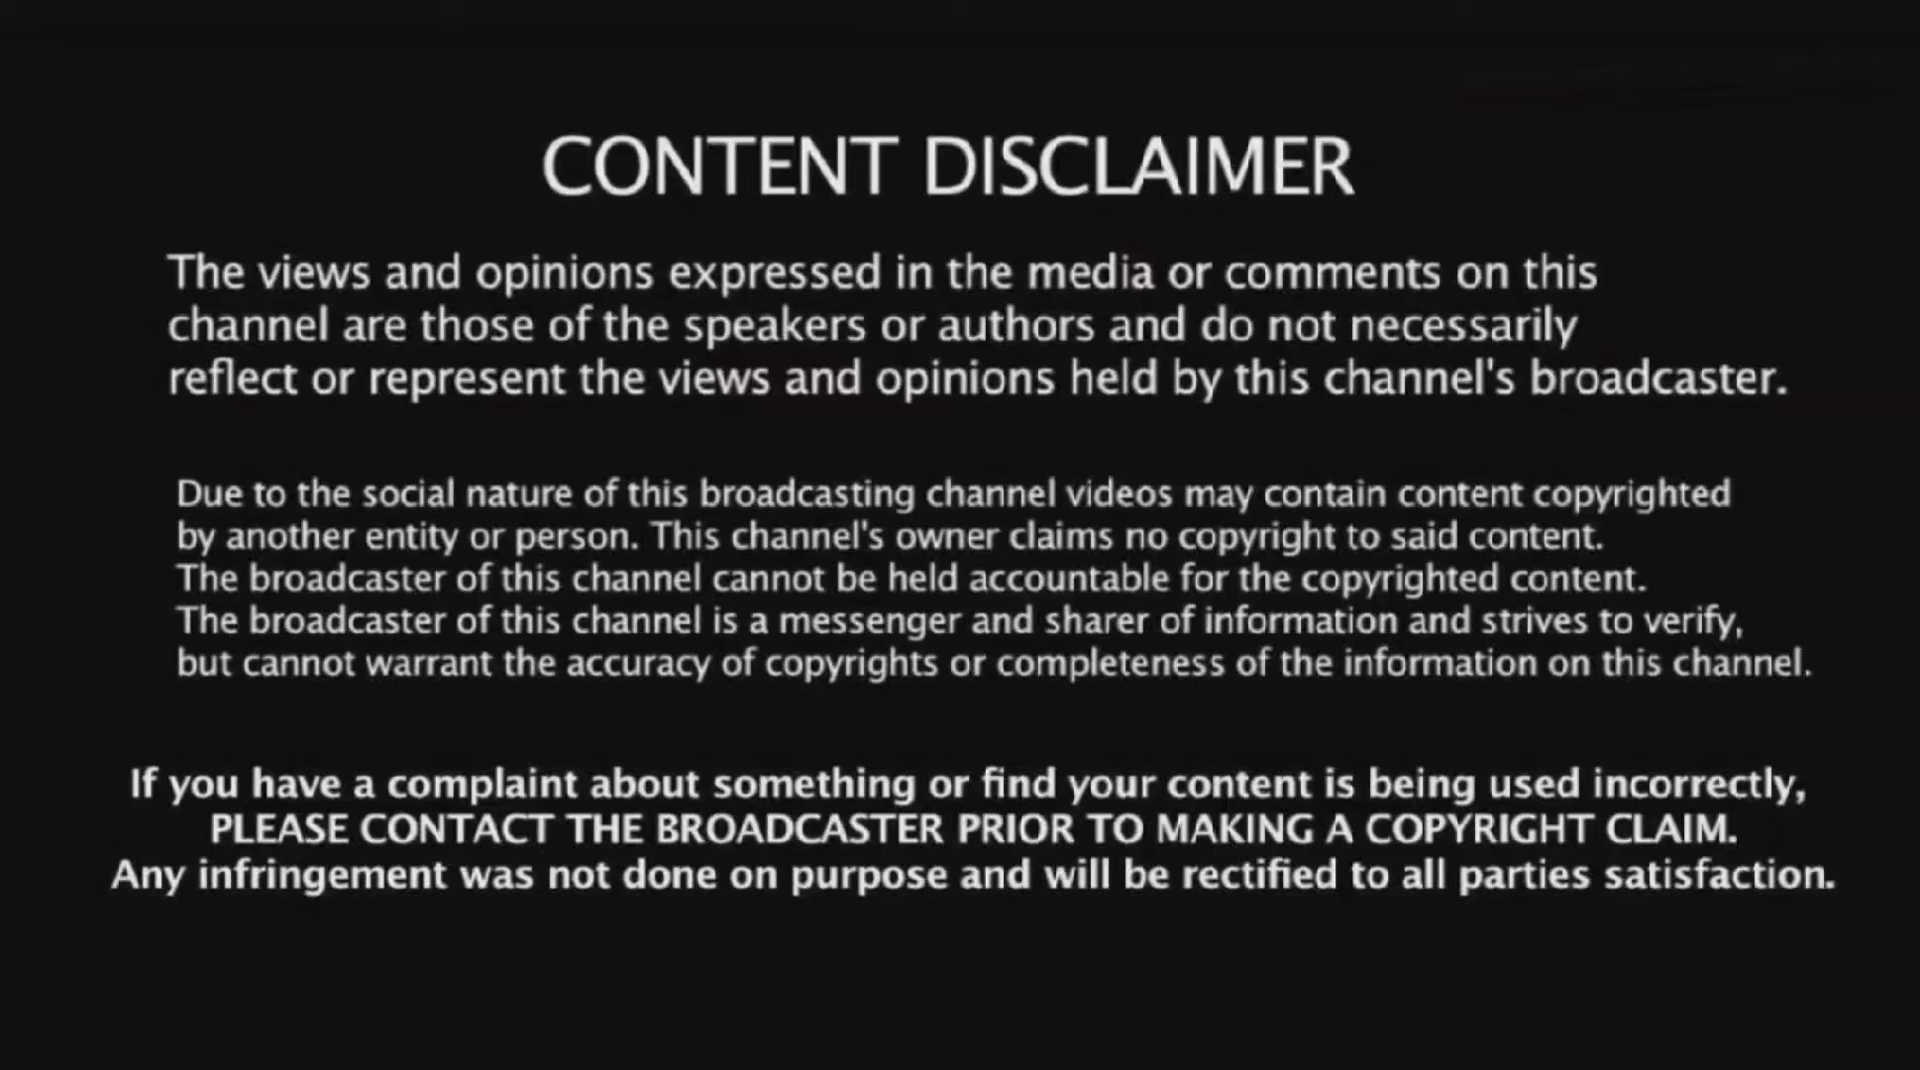 CONTENT DISCLAIMER
The views and opinions expressed in the media or comments on this
channel are those of the speakers or authors and do not necessarily
reflect or represent the views and opinions held by this channel's broadcaster.
Due to the social nature of this broadcasting channel videos may contain content copyrighted
by another entity or person. This channel's owner claims no copyright to said content.
The broadcaster of this channel cannot be held accountable for the copyrighted content.
The broadcaster of this channel is a messenger and sharer of information and strives to verify,
but cannot warrant the accuracy of copyrights or completeness of the information on this channel.
If you have a complaint about something or find your content is being used incorrectly,
PLEASE CONTACT THE BROADCASTER PRIOR TO MAKING A COPYRIGHT CLAIM.
Any infringement was not done on purpose and will be rectified to all parties satisfaction.